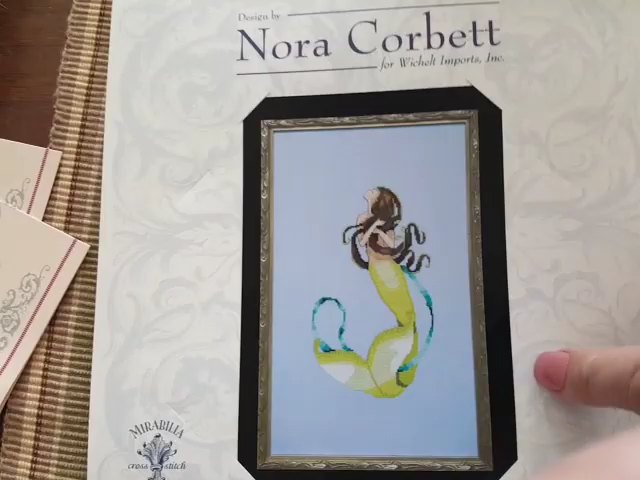 Design by
Nora Corbett
for Wichelt Imports, Inc.
MIRABILIA
cross stitch